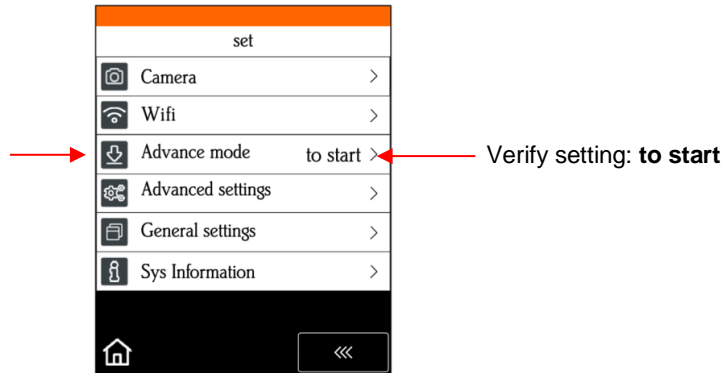 set
Camera
Wifi
Advance mode to start
Verify setting: to start
Advanced settings
General settings
Sys Information